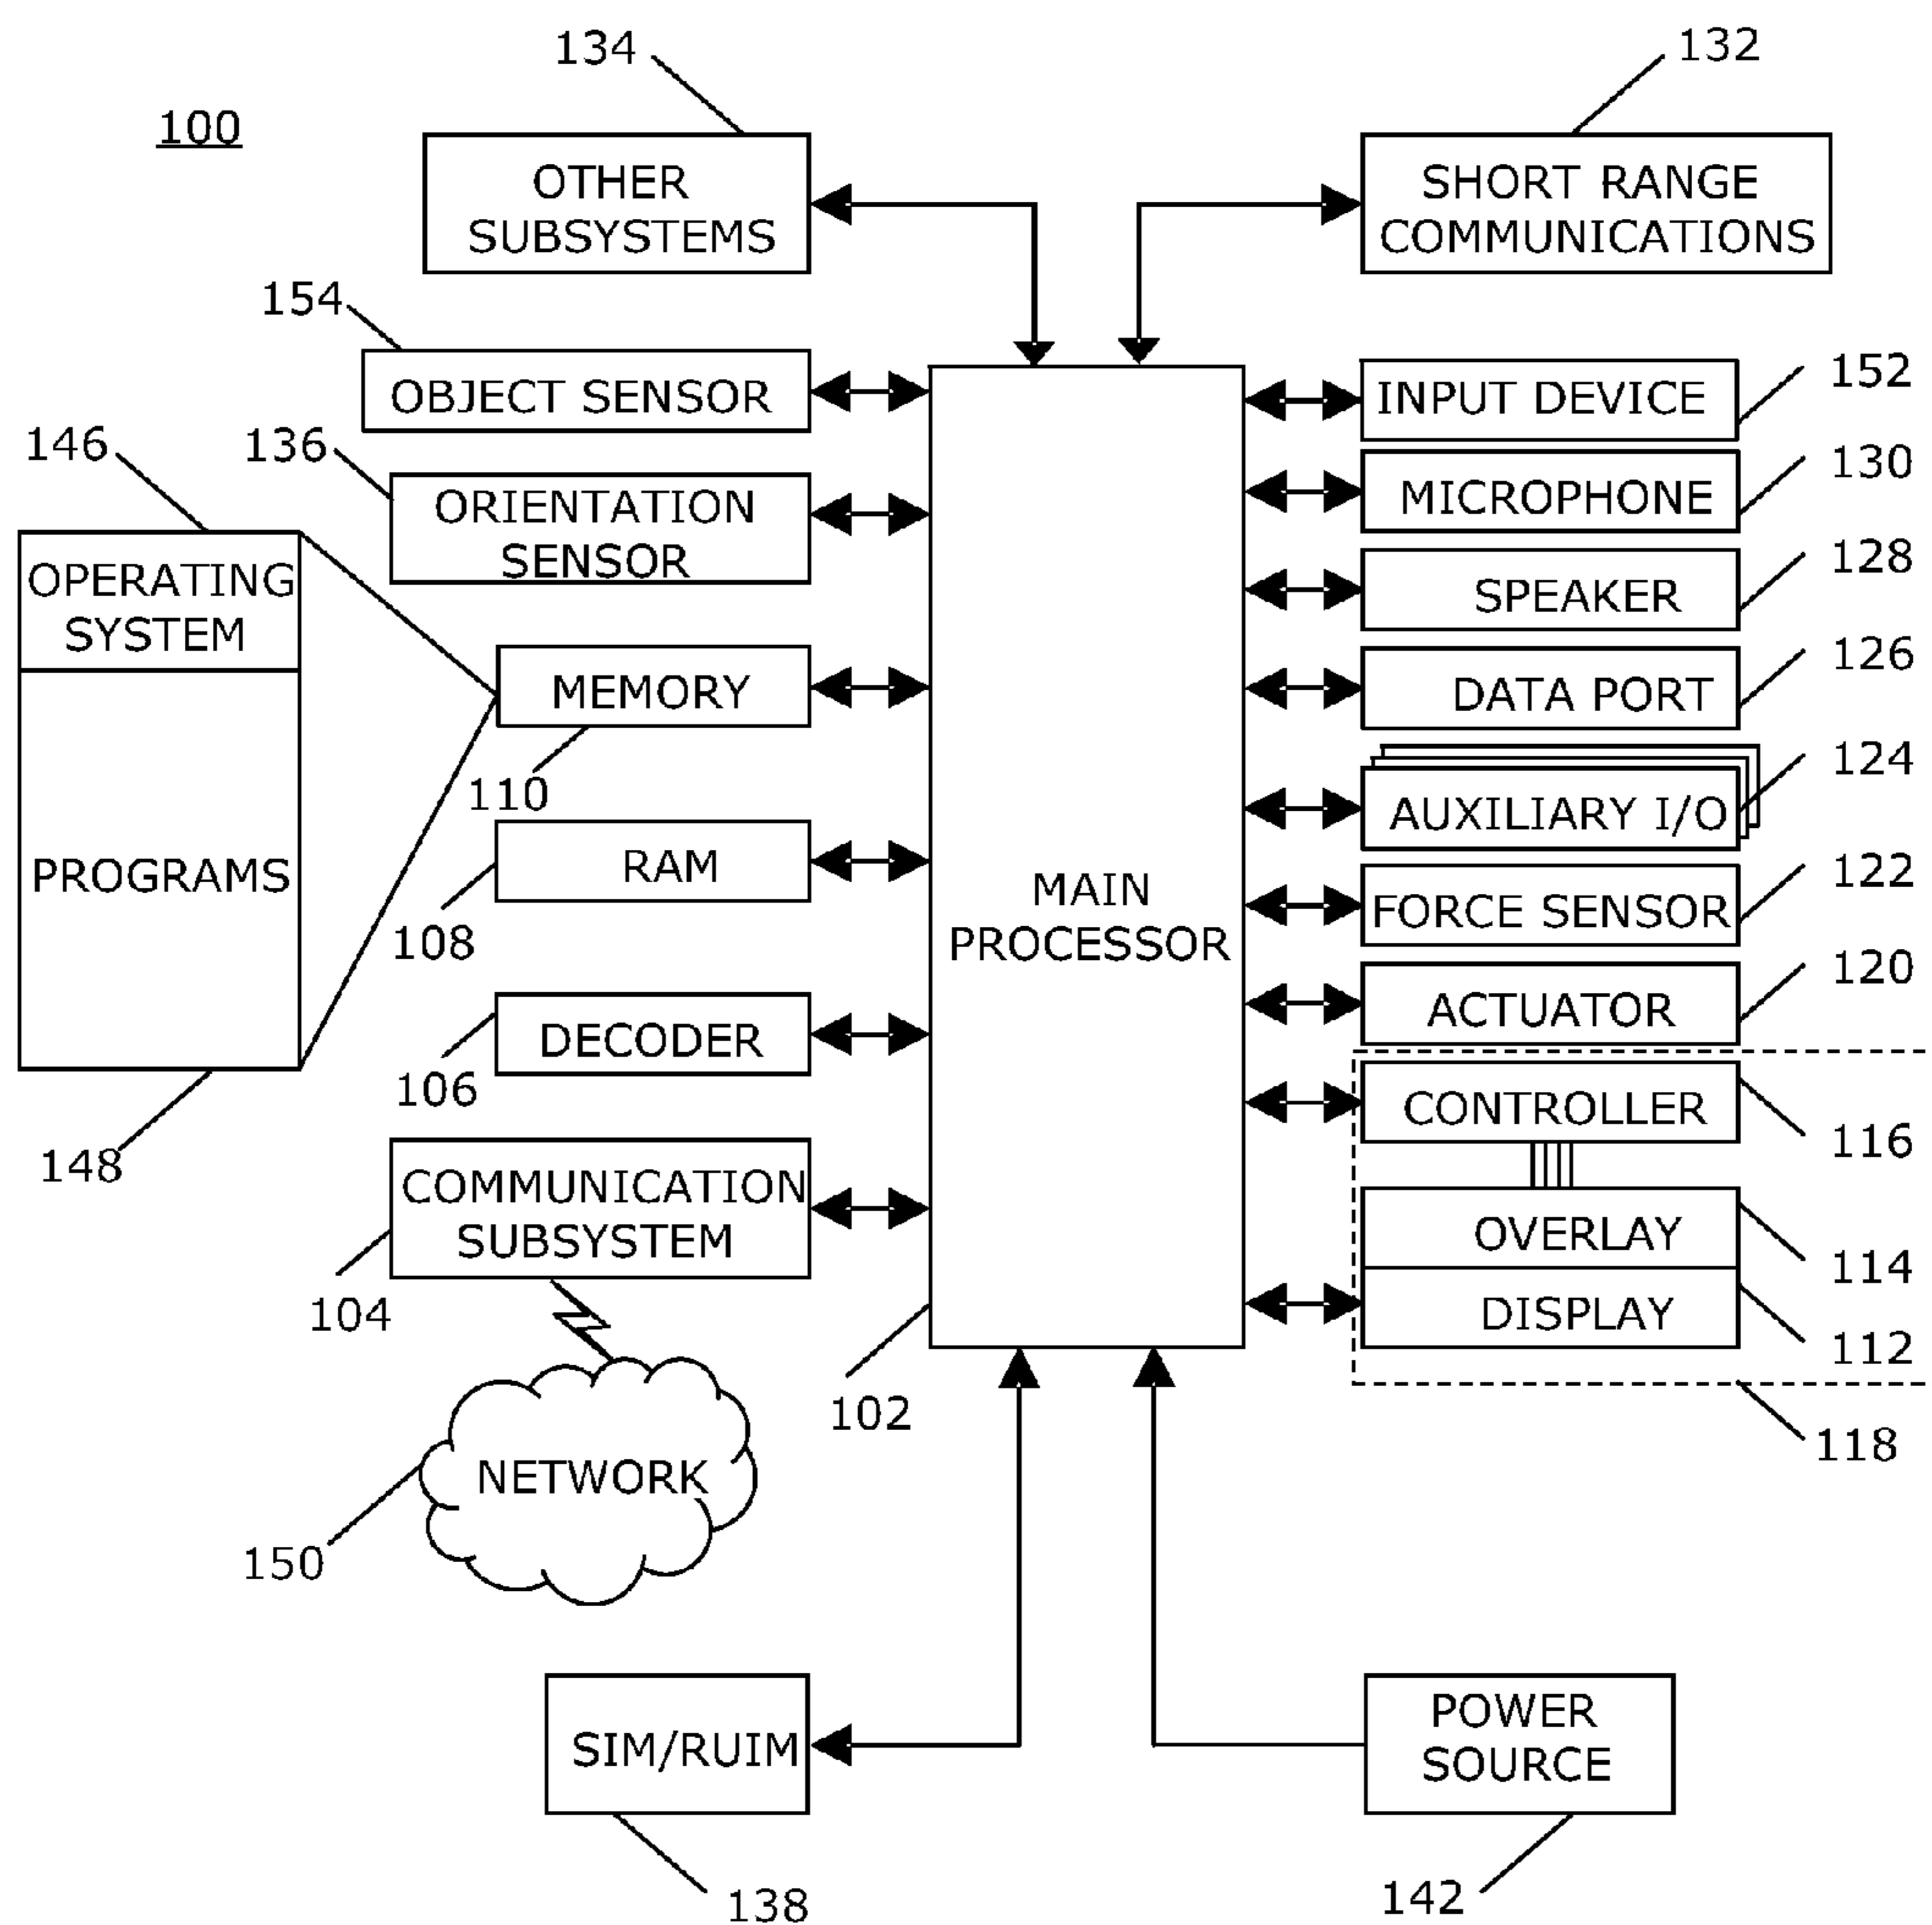 134
132
100
OTHER
SUBSYSTEMS
SHORT RANGE
COMMUNICATIONS
154
OBJECT SENSOR
INPUT DEVICE
152
146
136
ORIENTATION
SENSOR
MICROPHONE
130
OPERATING
SYSTEM
SPEAKER
128
MEMORY
DATA PORT
126
110
AUXILIARY I/O
124
PROGRAMS
RAM
108
MAIN
PROCESSOR
FORCE SENSOR
122
ACTUATOR
120
DECODER
106
CONTROLLER
116
148
COMMUNICATION
SUBSYSTEM
104
OVERLAY
114
DISPLAY
112
102
118
NETWORK
150
SIM/RUIM
138
POWER
SOURCE
142